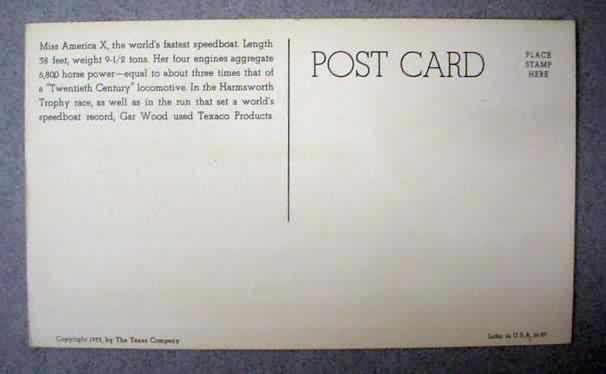 Miss America X, the world's fastest speedboat. Length
38 feet, weight 9-1/2 tons. Her four engines aggregate
6,800 horse power—equal to about three times that of
a "Twentieth Century" locomotive. In the Harmsworth
Trophy race, as well as in the run that set a world's
speedboat record, Gar Wood used Texaco Products.
POST CARD
PLACE
STAMP
HERE
Copyright by The Texas Company
Litho in U.S.A.